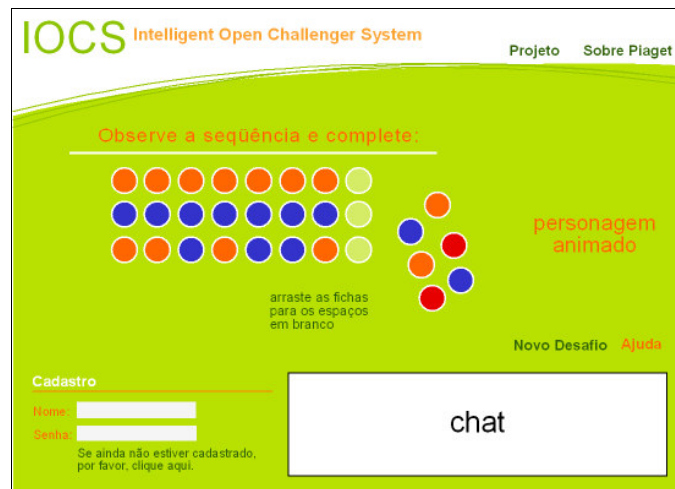 IOCS Intelligent Open Challenger System
Projeto Sobre Piaget
Observe a seqüência e complete:
personagem
animado
arraste as fichas
para os espaços
em branco
Novo Desafio Ajuda
Cadastro
Nome:
Senha:
Se ainda não estiver cadastrado,
por favor, clique aqui.
chat